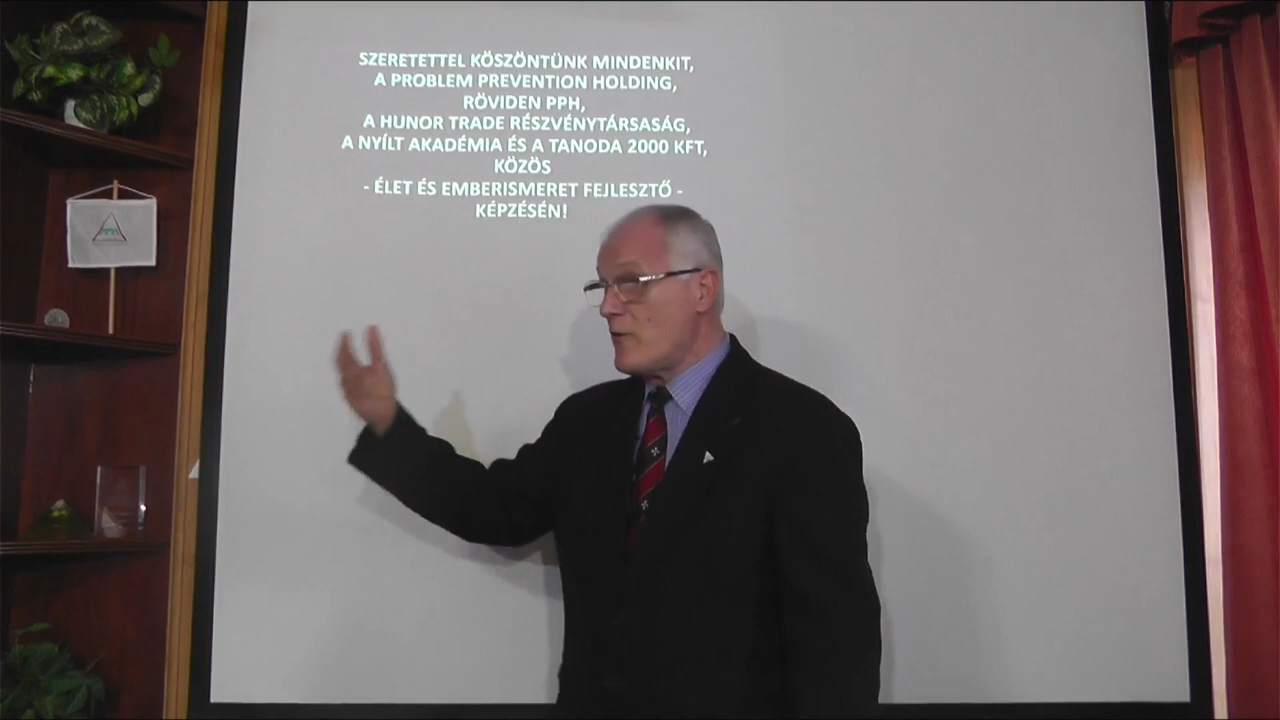 SZERETETTEL KÖSZÖNTÜNK MINDENKIT,
A PROBLEM PREVENTION HOLDING,
RÖVIDEN PPH,
A HUNOR TRADE RÉSZVÉNYTÁRSASÁG,
A NYÍLT AKADÉMIA ÉS A TANODA 2000 KFT,
KÖZÖS
- ÉLET ÉS EMBERISMERET FEJLESZTŐ -
KÉPZÉSÉN!